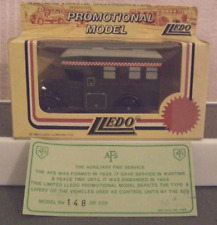 PROMOTIONAL
MODEL
LLEDO
LLEDO
AFS
THE AUXILIARY FIRE SERVICE
THE AFS WAS FORMED IN 1938 IT GAVE SERVICE IN WARTIME
& PEACE TIME UNTIL IT WAS DISBANDED IN 1968
THIS LIMITED LLEDO PROMOTIONAL MODEL DEPICTS THE TYPE &
LIVERY OF THE VEHICLES USED AS CONTROL UNITS BY THE AFS
MODEL No 148 OF 500